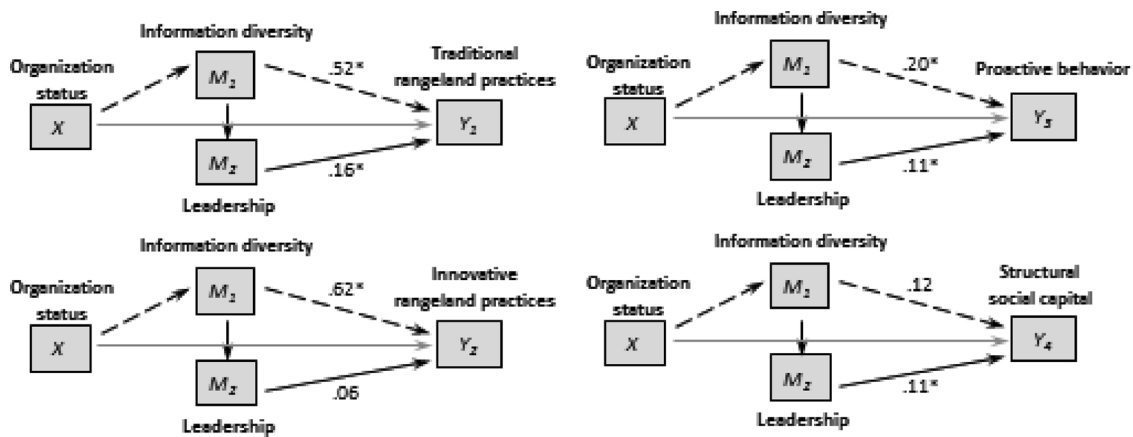 Information diversity
Organization
status
Traditional
rangeland practices
M1
.52*
X
Y1
M2
.16*
Leadership
Information diversity
Organization
status
Proactive behavior
M1
.20*
X
Y3
M2
.11*
Leadership
Information diversity
Organization
status
Innovative
rangeland practices
M1
.62*
X
Y2
M2
.06
Leadership
Information diversity
Organization
status
Structural
social capital
M1
.12
X
Y4
M2
.11*
Leadership